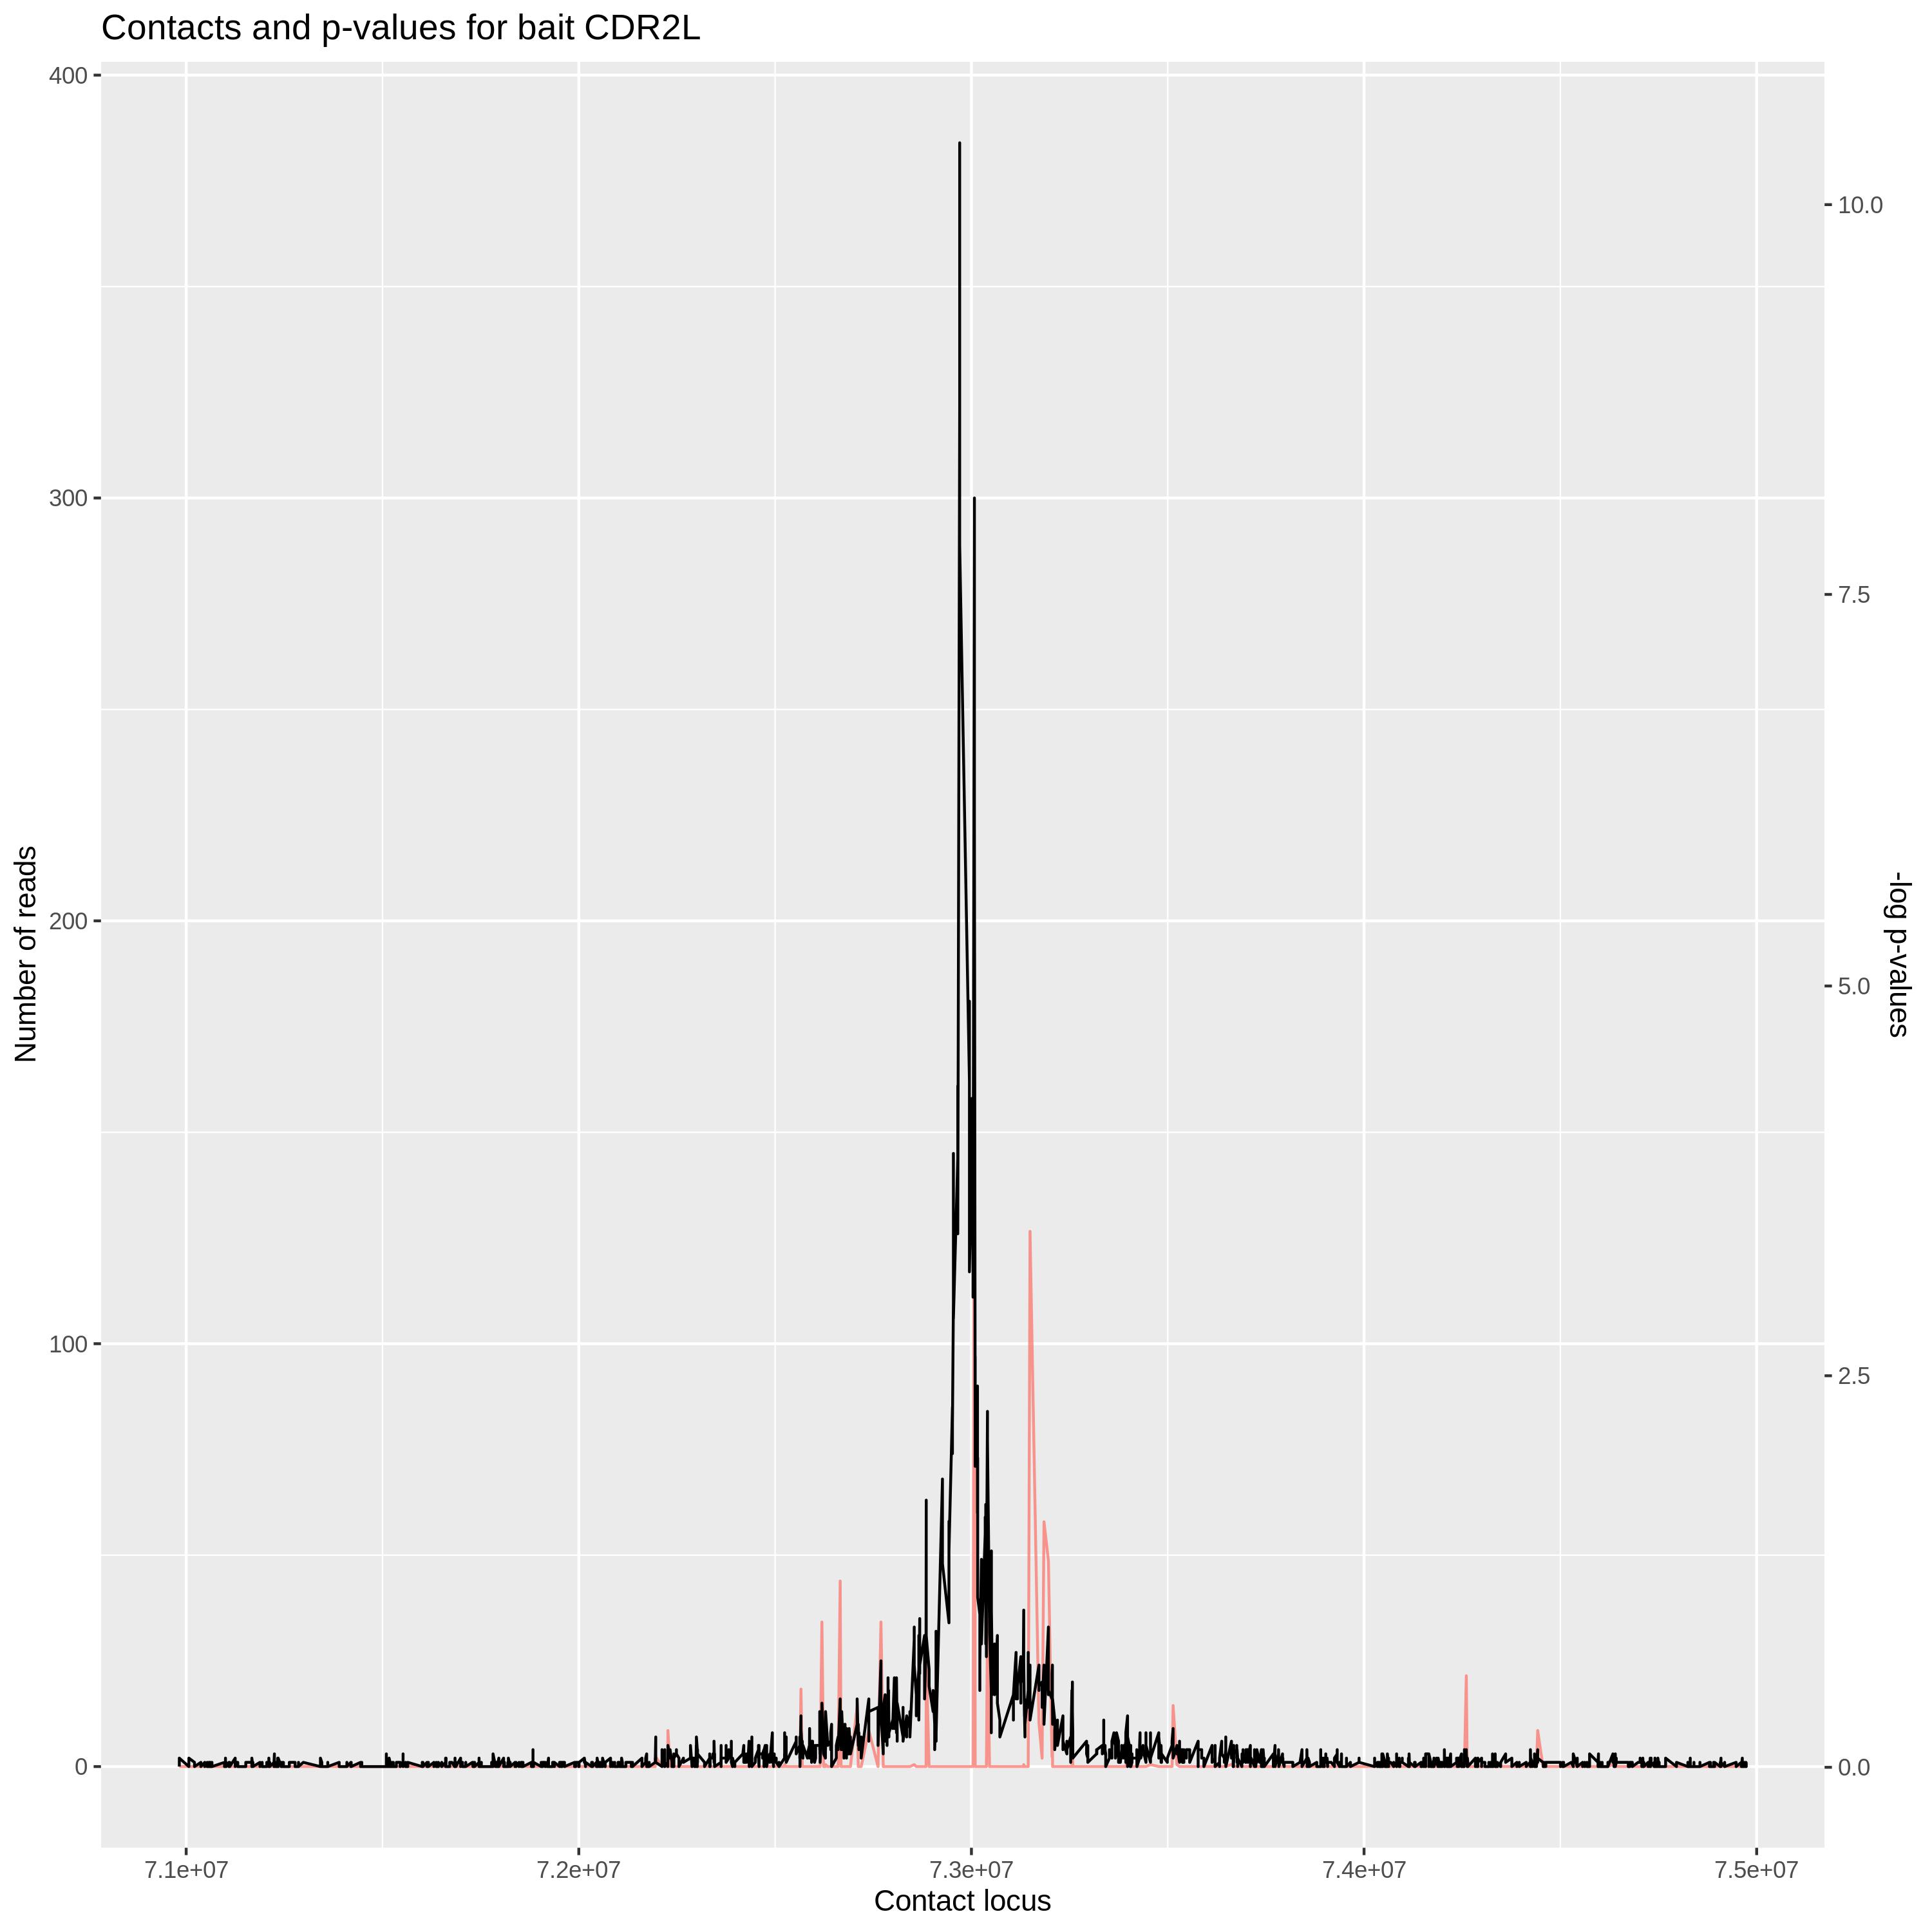 Contacts and p-values for bait CDR2L
400
300
200
100
0
Number of reads
10.0
7.5
5.0
2.5
0.0
-log p-values
7.1e+07
7.2e+07
7.3e+07
7.4e+07
7.5e+07
Contact locus